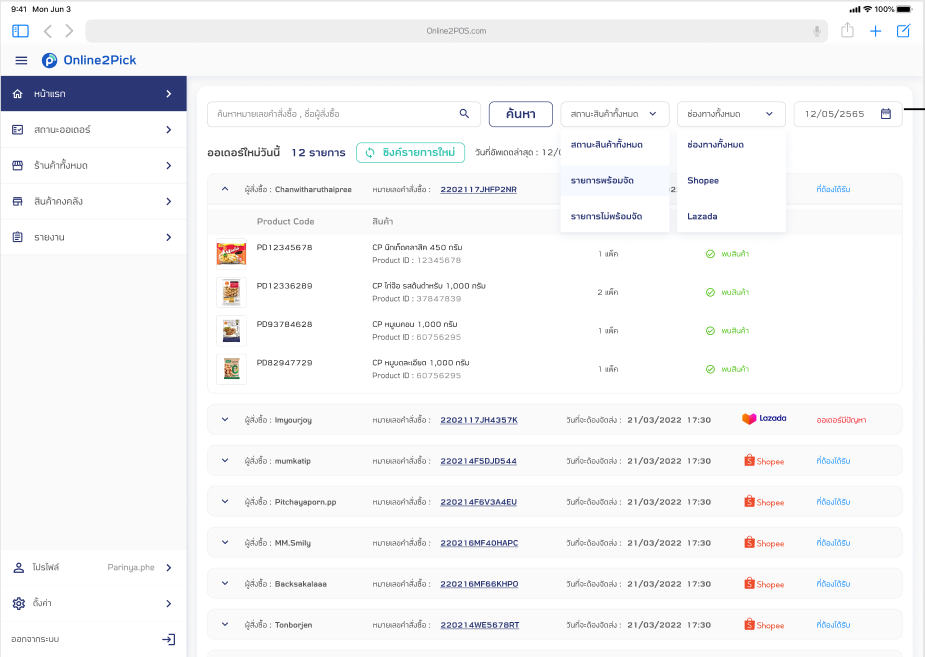 9:41 Mon Jun 3
100%
Online2POS.com
Online2Pick
หน้าแรก
สถานะออเดอร์
ร้านค้าทั้งหมด
สินค้าคงคลัง
รายงาน
โปรไฟล์ Parinya.phe
ตั้งค่า
ออกจากระบบ
ค้นหาหมายเลขคำสั่งซื้อ , ชื่อผู้สั่งซื้อ
ค้นหา
สถานะสินค้าทั้งหมด
ช่องทางทั้งหมด
12/05/2565
สถานะสินค้าทั้งหมด
รายการพร้อมจัด
รายการไม่พร้อมจัด
ช่องทางทั้งหมด
Shopee
Lazada
ออเดอร์ใหม่วันนี้ 12 รายการ ซิงค์รายการใหม่ วันที่อัพเดทล่าสุด : 12/0
ผู้สั่งซื้อ : Chanwitharuthaipree หมายเลขคำสั่งซื้อ : 2202117JHFP2NR ที่ต้องได้รับ
Product Code สินค้า
PD12345678 CP นักเก็ตคลาสิค 450 กรัม
Product ID : 12345678 1 แพ็ค พบสินค้า
PD12336289 CP ไก่จ๊อ รสต้นตำหรับ 1,000 กรัม
Product ID : 37847839 2 แพ็ค พบสินค้า
PD93784628 CP หมูเบคอน 1,000 กรัม
Product ID : 60756295 1 แพ็ค พบสินค้า
PD82947729 CP หมูบดละเอียด 1,000 กรัม
Product ID : 60756295 1 แพ็ค พบสินค้า
ผู้สั่งซื้อ : Imyourjoy หมายเลขคำสั่งซื้อ : 2202117JH4357K วันที่จะต้องจัดส่ง : 21/03/2022 17:30 Lazada ออเดอร์มีปัญหา
ผู้สั่งซื้อ : mumkatip หมายเลขคำสั่งซื้อ : 220214F5DJD544 วันที่จะต้องจัดส่ง : 21/03/2022 17:30 Shopee ที่ต้องได้รับ
ผู้สั่งซื้อ : Pitchayaporn.pp หมายเลขคำสั่งซื้อ : 220214F6V3A4EU วันที่จะต้องจัดส่ง : 21/03/2022 17:30 Shopee ที่ต้องได้รับ
ผู้สั่งซื้อ : MM.Smily หมายเลขคำสั่งซื้อ : 220216MF40HAPC วันที่จะต้องจัดส่ง : 21/03/2022 17:30 Shopee ที่ต้องได้รับ
ผู้สั่งซื้อ : Backsakalaaa หมายเลขคำสั่งซื้อ : 220216MF66KHPO วันที่จะต้องจัดส่ง : 21/03/2022 17:30 Shopee ที่ต้องได้รับ
ผู้สั่งซื้อ : Tonborjen หมายเลขคำสั่งซื้อ : 220214WE5678RT วันที่จะต้องจัดส่ง : 21/03/2022 17:30 Shopee ที่ต้องได้รับ